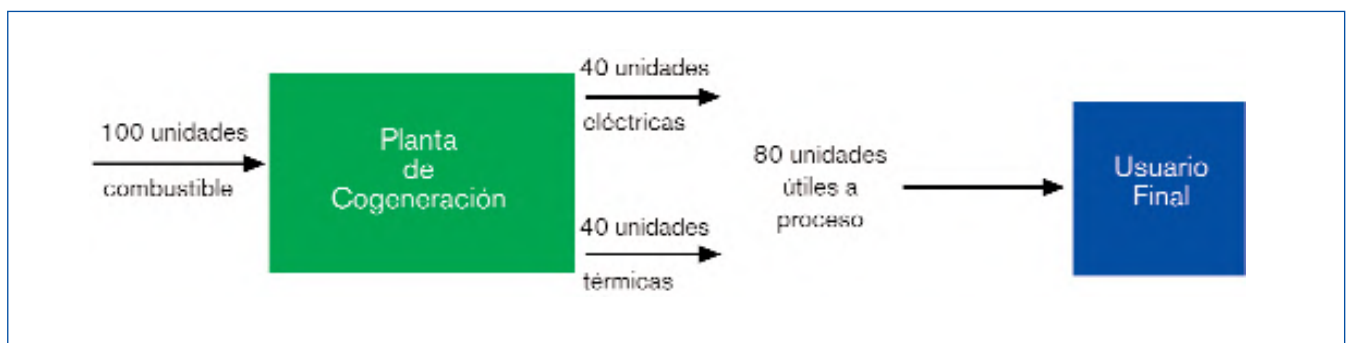 100 unidades
combustible
Planta
de
Cogeneración
40 unidades
eléctricas
40 unidades
térmicas
80 unidades
útiles a
proceso
Usuario
Final